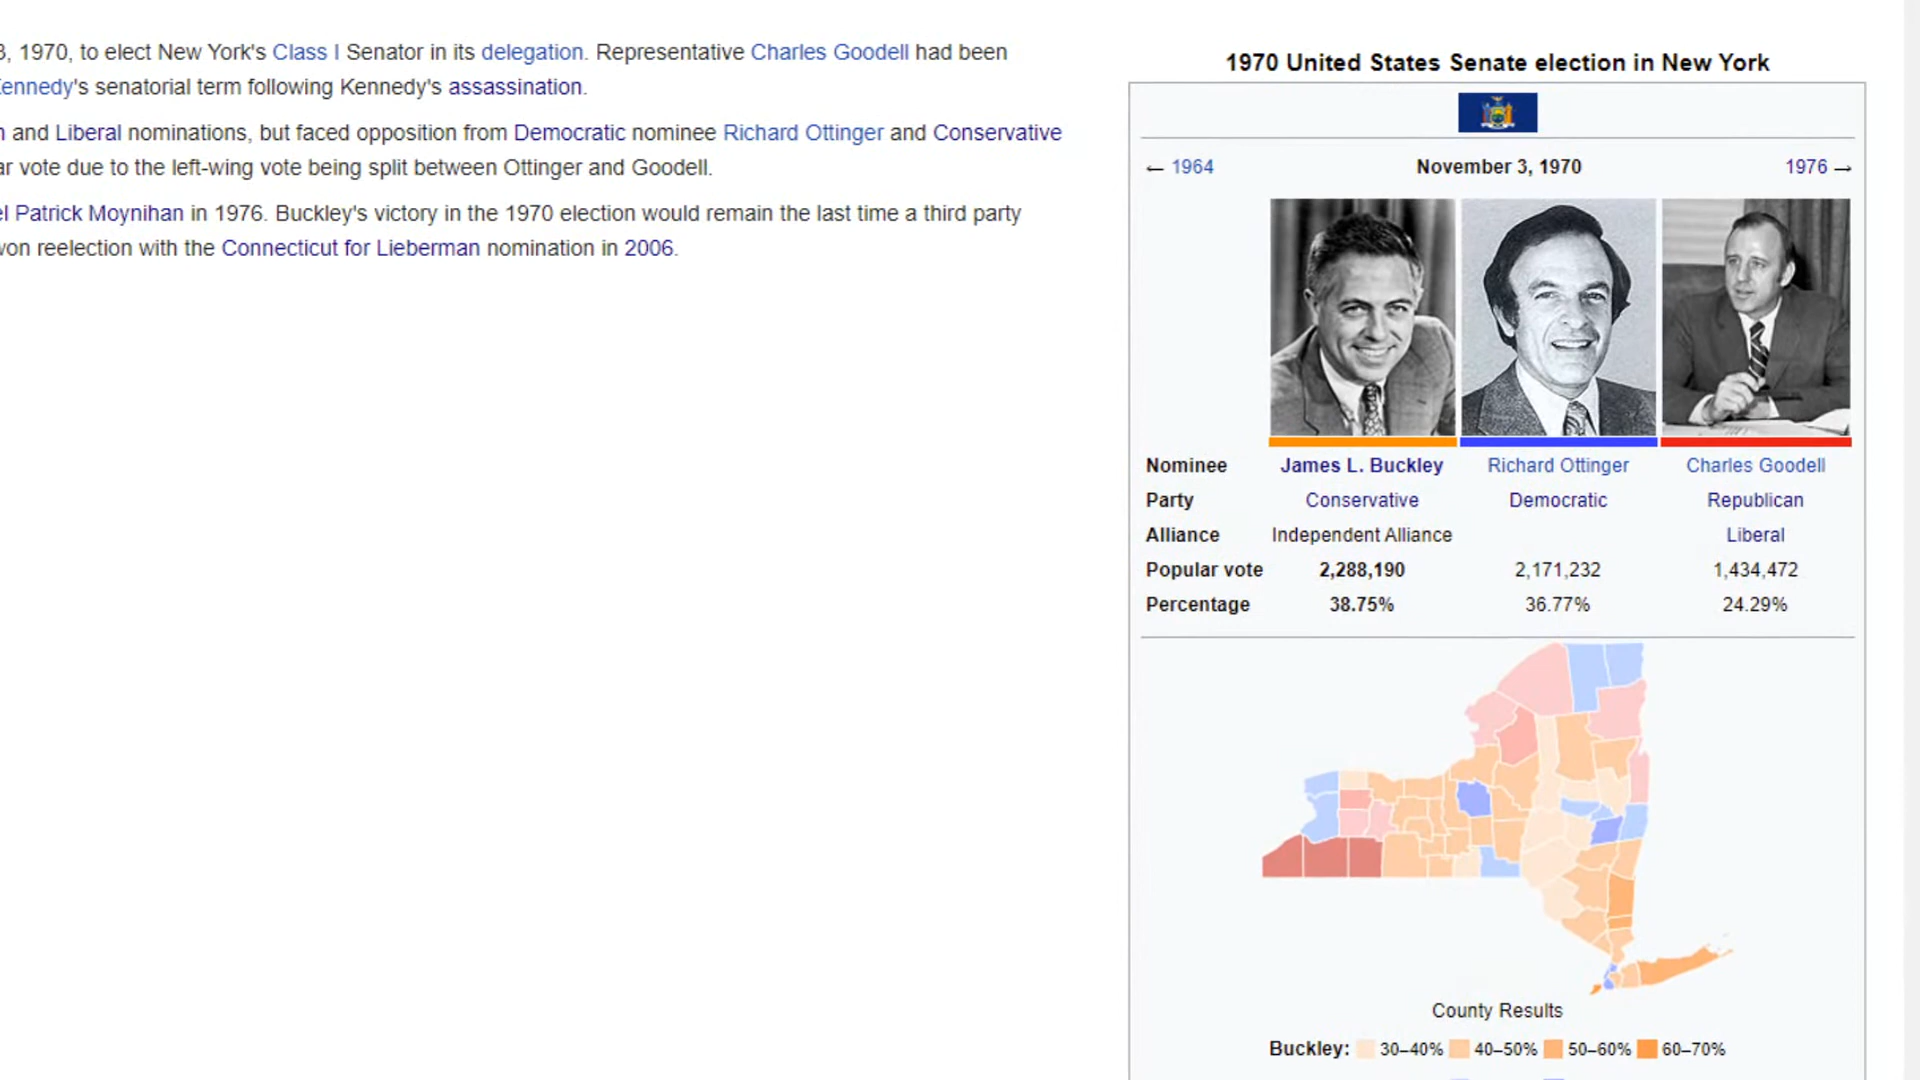 3, 1970, to elect New York's Class I Senator in its delegation. Representative Charles Goodell had been
Kennedy's senatorial term following Kennedy's assassination.
and Liberal nominations, but faced opposition from Democratic nominee Richard Ottinger and Conservative
vote due to the left-wing vote being split between Ottinger and Goodell.
Patrick Moynihan in 1976. Buckley's victory in the 1970 election would remain the last time a third party
won reelection with the Connecticut for Lieberman nomination in 2006.
1970 United States Senate election in New York
← 1964 November 3, 1970 1976 →
Nominee James L. Buckley Richard Ottinger Charles Goodell
Party Conservative Democratic Republican
Alliance Independent Alliance Liberal
Popular vote 2,288,190 2,171,232 1,434,472
Percentage 38.75% 36.77% 24.29%
County Results
Buckley: 30–40% 40–50% 50–60% 60–70%